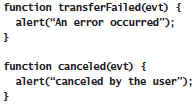 function transferFailed(evt) {
  alert(“An error occurred”);
}

function canceled(evt) {
  alert(“canceled by the user”);
}